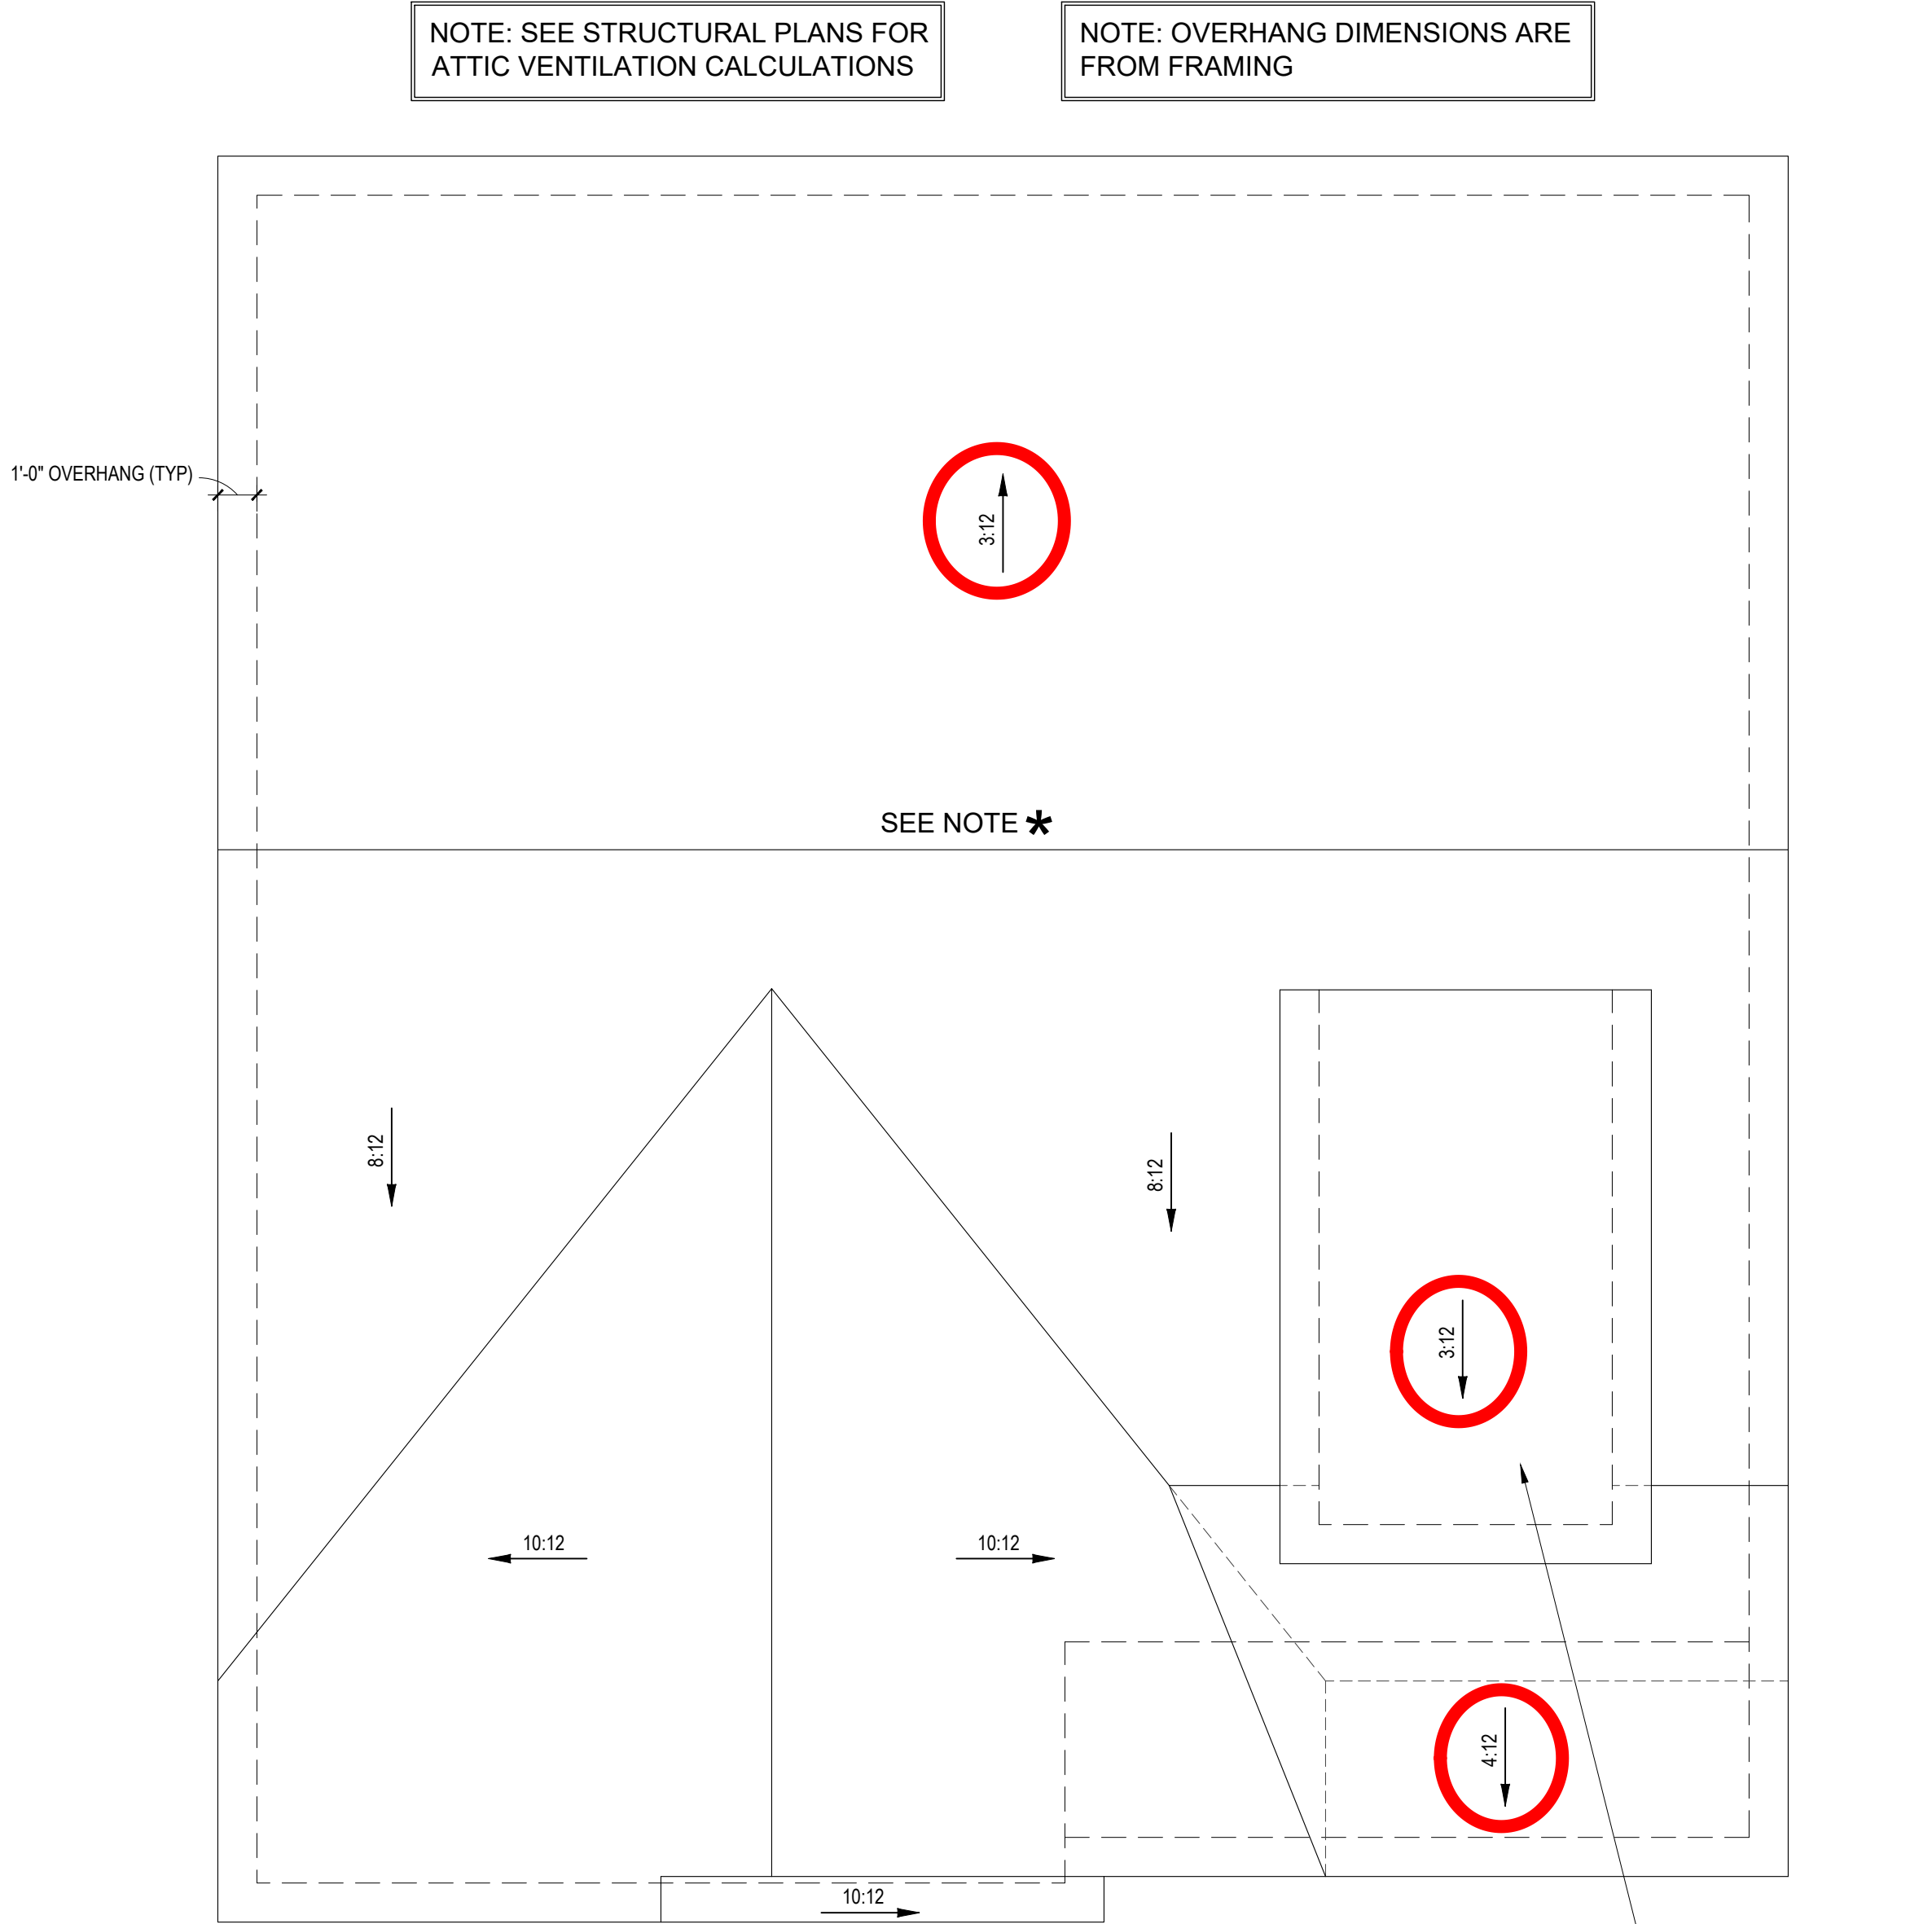 NOTE: SEE STRUCTURAL PLANS FOR
ATTIC VENTILATION CALCULATIONS
NOTE: OVERHANG DIMENSIONS ARE
FROM FRAMING
1'-0" OVERHANG (TYP)
3:12
SEE NOTE *
8:12
8:12
3:12
10:12
10:12
4:12
10:12